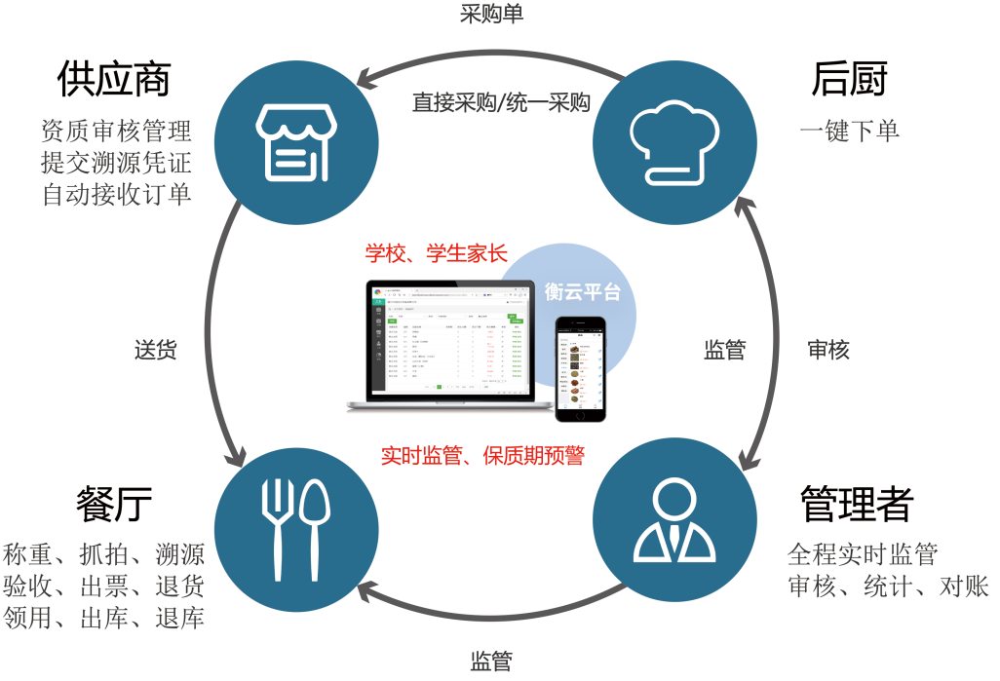 采购单
供应商
后厨
直接采购/统一采购
资质审核管理
提交溯源凭证
自动接收订单
一键下单
学校、学生家长
衡云平台
送货
监管
审核
实时监管、保质期预警
餐厅
管理者
称重、抓拍、溯源
验收、出票、退货
领用、出库、退库
全程实时监管
审核、统计、对账
监管